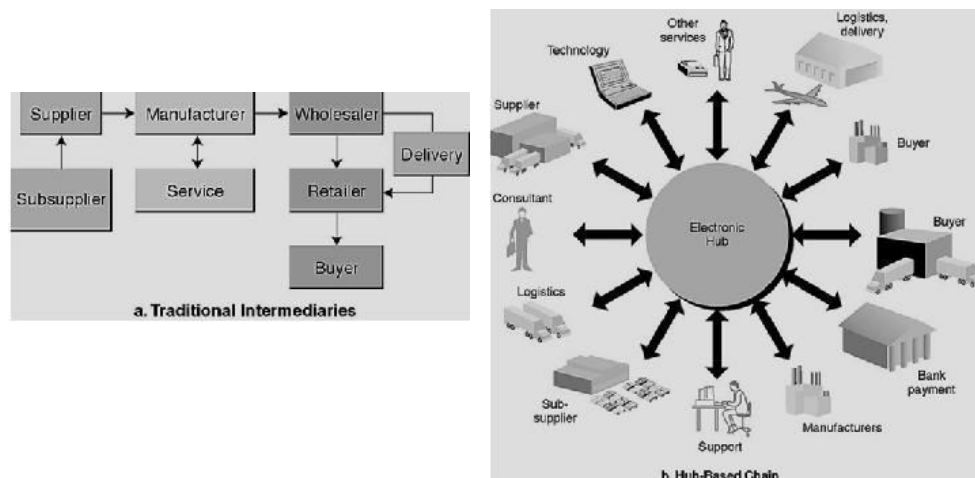 Supplier
Manufacturer
Wholesaler
Delivery
Subsupplier
Service
Retailer
Buyer
a. Traditional Intermediaries
Other
services
Logistics,
delivery
Technology
Supplier
Buyer
Consultant
Electronic
Hub
Buyer
Logistics
Bank
payment
Sub-
supplier
Support
Manufacturers
b. Hub-Based Chain